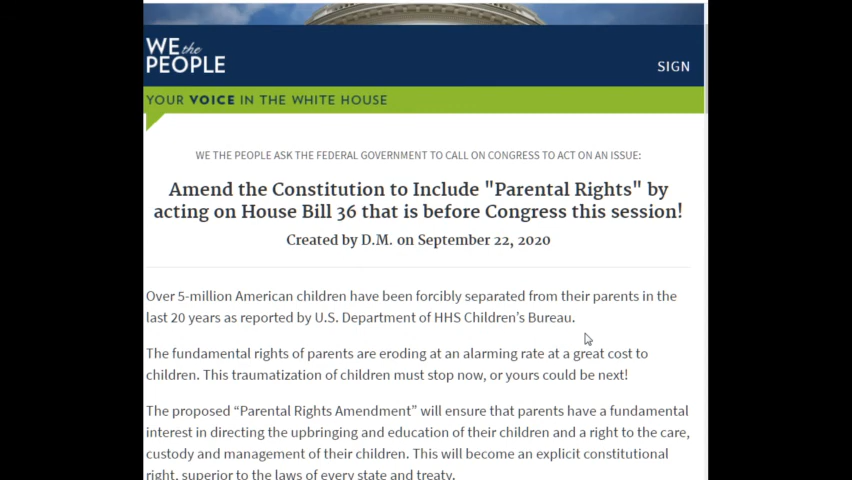 WE the
PEOPLE
SIGN
YOUR VOICE IN THE WHITE HOUSE
WE THE PEOPLE ASK THE FEDERAL GOVERNMENT TO CALL ON CONGRESS TO ACT ON AN ISSUE:
Amend the Constitution to Include "Parental Rights" by
acting on House Bill 36 that is before Congress this session!
Created by D.M. on September 22, 2020
Over 5-million American children have been forcibly separated from their parents in the
last 20 years as reported by U.S. Department of HHS Children’s Bureau.
The fundamental rights of parents are eroding at an alarming rate at a great cost to
children. This traumatization of children must stop now, or yours could be next!
The proposed “Parental Rights Amendment” will ensure that parents have a fundamental
interest in directing the upbringing and education of their children and a right to the care,
custody and management of their children. This will become an explicit constitutional
right, superior to the laws of every state and treaty.